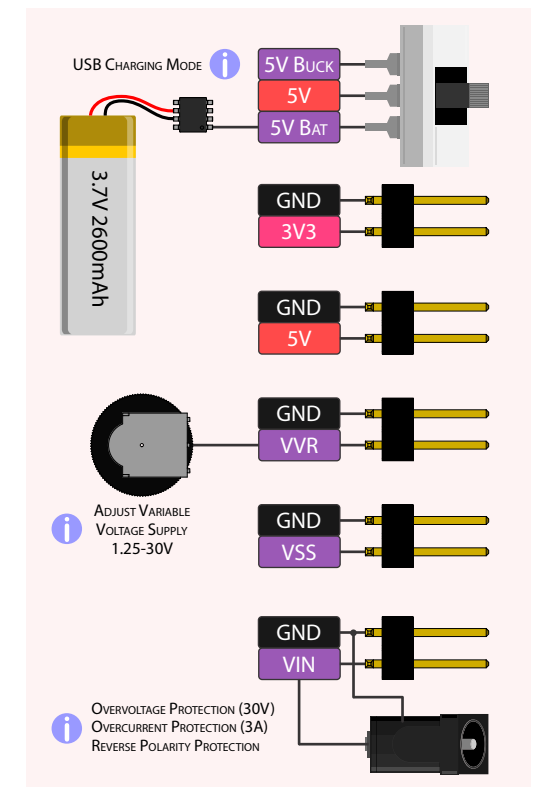 USB Charging Mode
i
5V Buck
5V
5V Bat
3.7V 2600mAh
GND
3V3
GND
5V
GND
VVR
i
Adjust Variable
Voltage Supply
1.25-30V
GND
VSS
GND
VIN
i
Overvoltage Protection (30V)
Overcurrent Protection (3A)
Reverse Polarity Protection